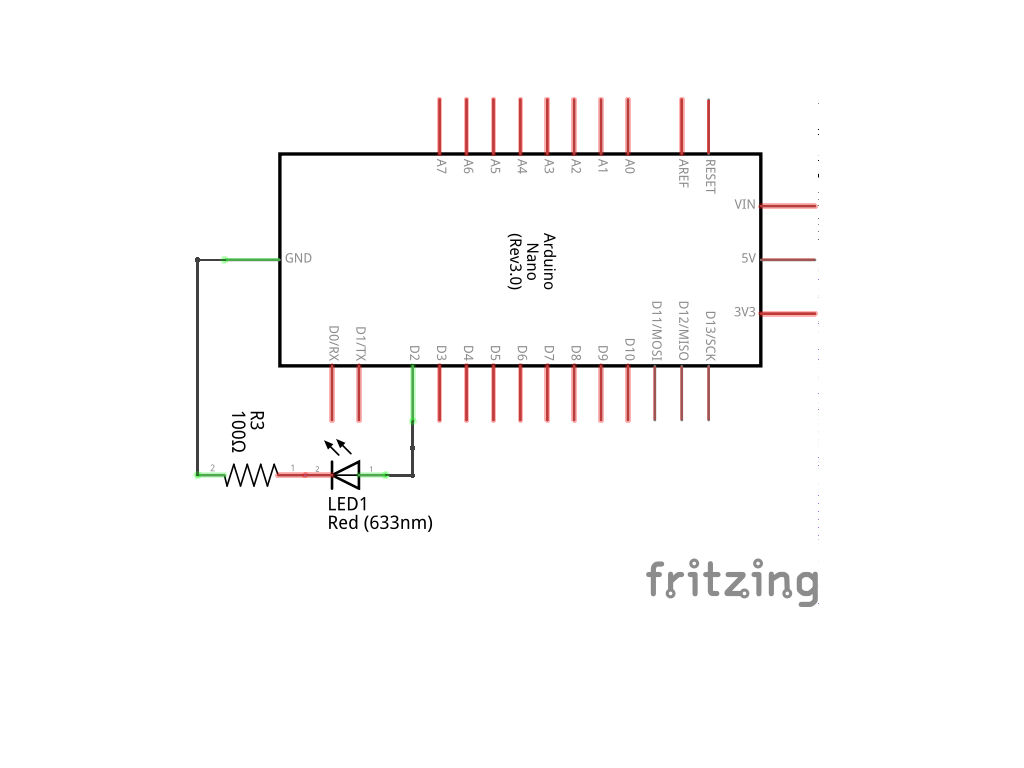 A7
A6
A5
A4
A3
A2
A1
A0
AREF
RESET
VIN
5V
3V3
GND
Arduino
Nano
(Rev3.0)
D0/RX
D1/TX
D2
D3
D4
D5
D6
D7
D8
D9
D10
D11/MOSI
D12/MISO
D13/SCK
R3
100Ω
2
1
2
1
LED1
Red (633nm)
fritzing